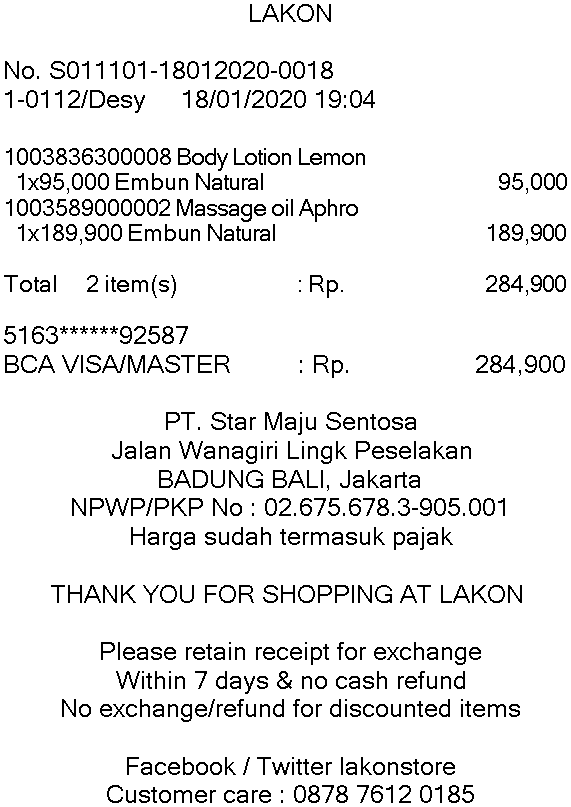 LAKON
No. S011101-18012020-0018
1-0112/Desy 18/01/2020 19:04
1003836300008 Body Lotion Lemon
1x95,000 Embun Natural 95,000
1003589000002 Massage oil Aphro
1x189,900 Embun Natural 189,900
Total 2 item(s) : Rp. 284,900
5163******92587
BCA VISA/MASTER : Rp. 284,900
PT. Star Maju Sentosa
Jalan Wanagiri Lingk Peselakan
BADUNG BALI, Jakarta
NPWP/PKP No : 02.675.678.3-905.001
Harga sudah termasuk pajak
THANK YOU FOR SHOPPING AT LAKON
Please retain receipt for exchange
Within 7 days & no cash refund
No exchange/refund for discounted items
Facebook / Twitter lakonstore
Customer care : 0878 7612 0185